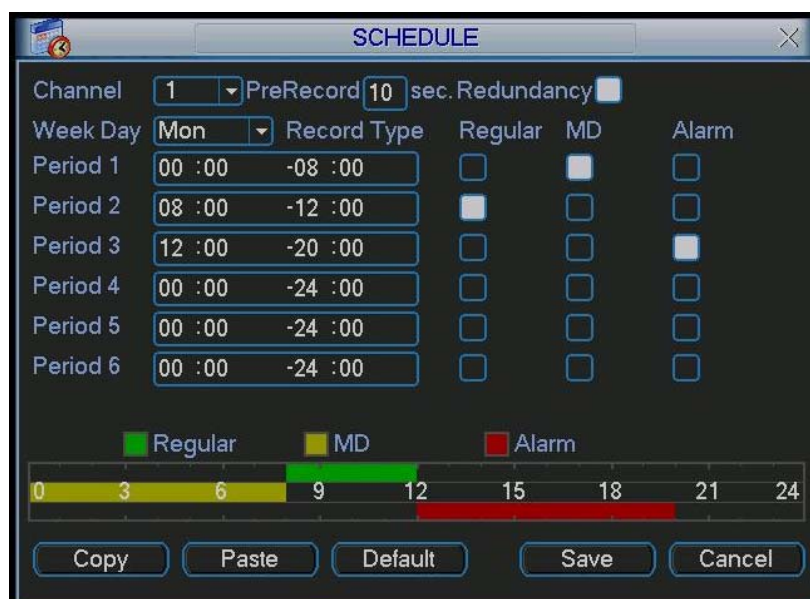 SCHEDULE
Channel 1 PreRecord 10 sec. Redundancy
Week Day Mon Record Type Regular MD Alarm
Period 1 00 :00 -08 :00
Period 2 08 :00 -12 :00
Period 3 12 :00 -20 :00
Period 4 00 :00 -24 :00
Period 5 00 :00 -24 :00
Period 6 00 :00 -24 :00
Regular MD Alarm
0 3 6 9 12 15 18 21 24
Copy Paste Default Save Cancel